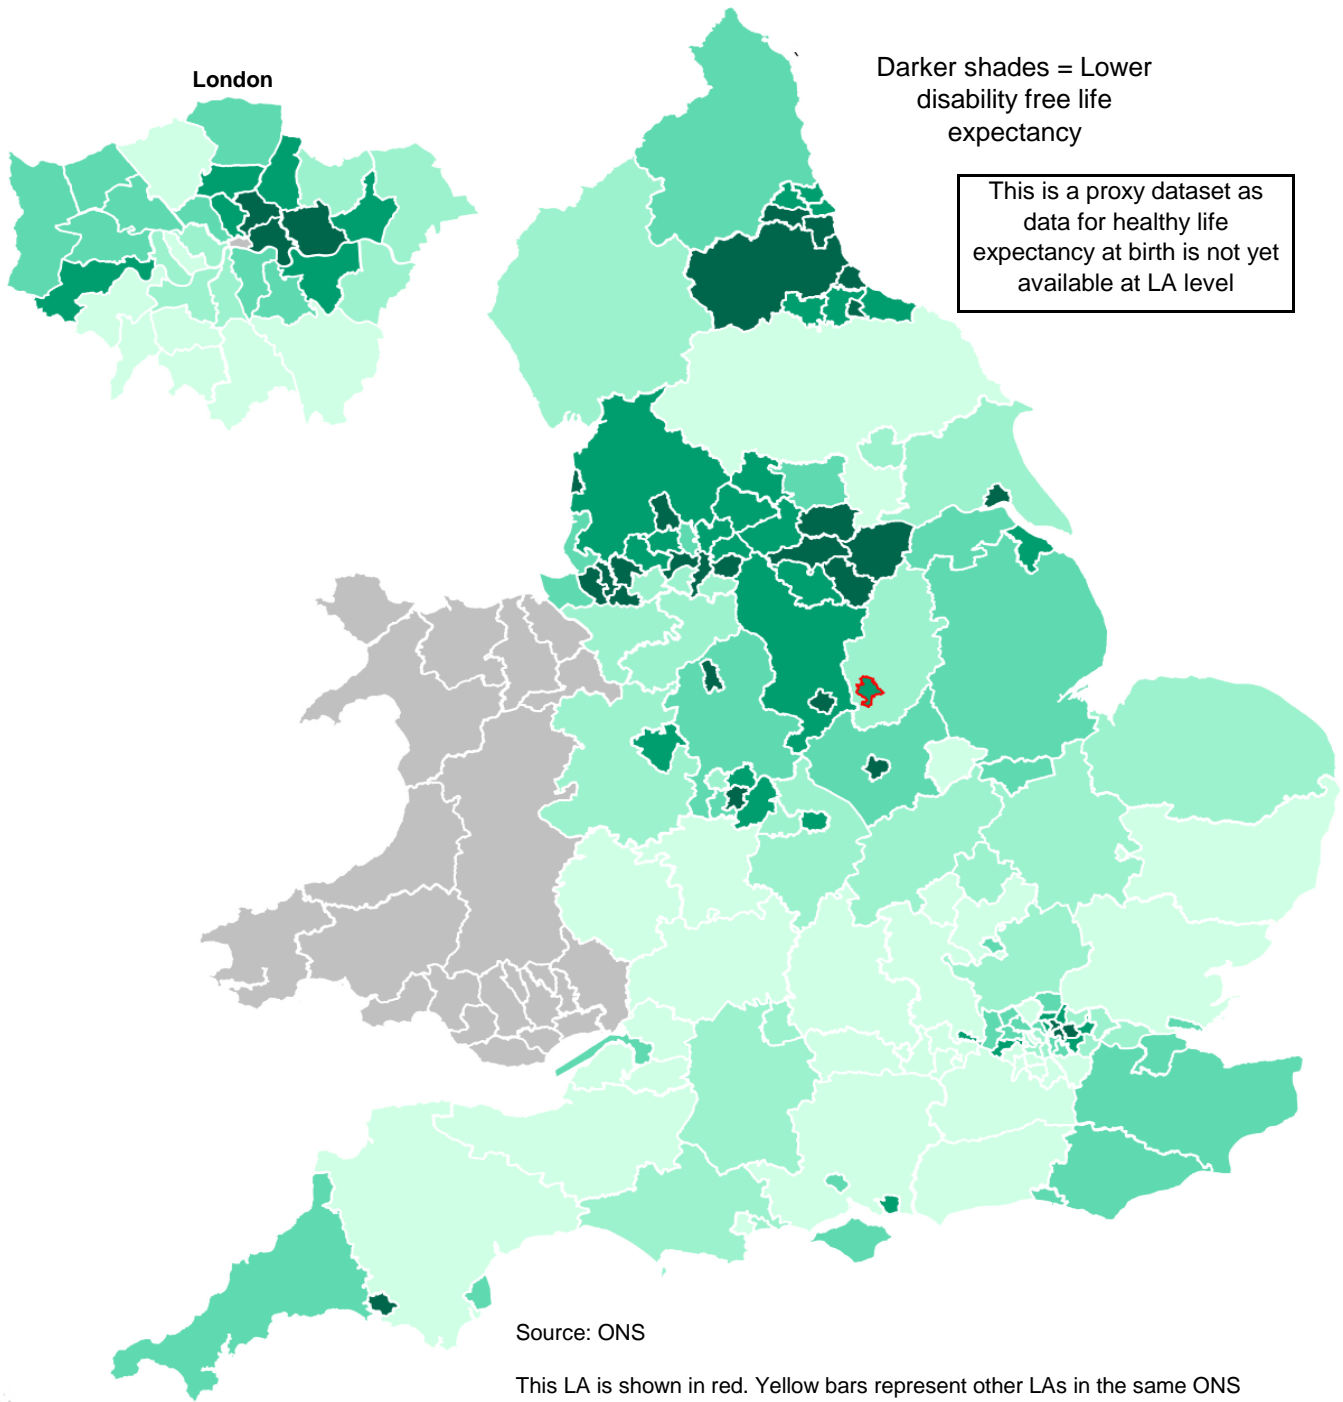 London
`
Darker shades = Lower
disability free life
expectancy
This is a proxy dataset as
data for healthy life
expectancy at birth is not yet
available at LA level
Source: ONS
This LA is shown in red. Yellow bars represent other LAs in the same ONS